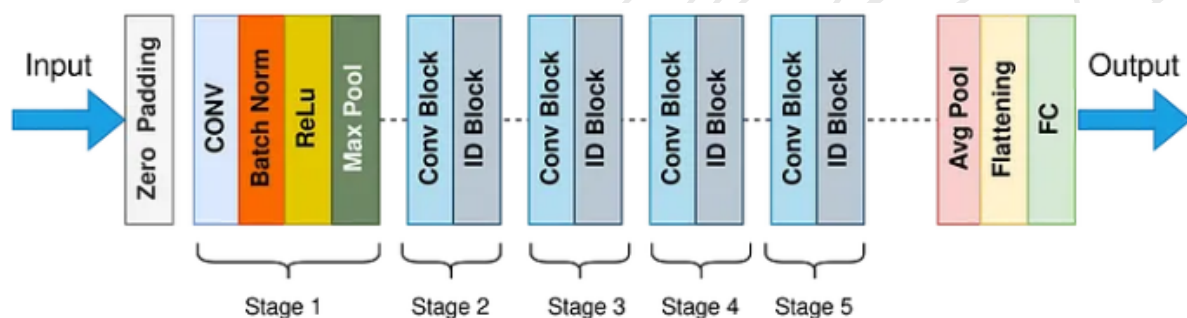 Input
Zero Padding
CONV
Batch Norm
ReLu
Max Pool
Conv Block
ID Block
Conv Block
ID Block
Conv Block
ID Block
Conv Block
ID Block
Avg Pool
Flattening
FC
Output
Stage 1
Stage 2
Stage 3
Stage 4
Stage 5